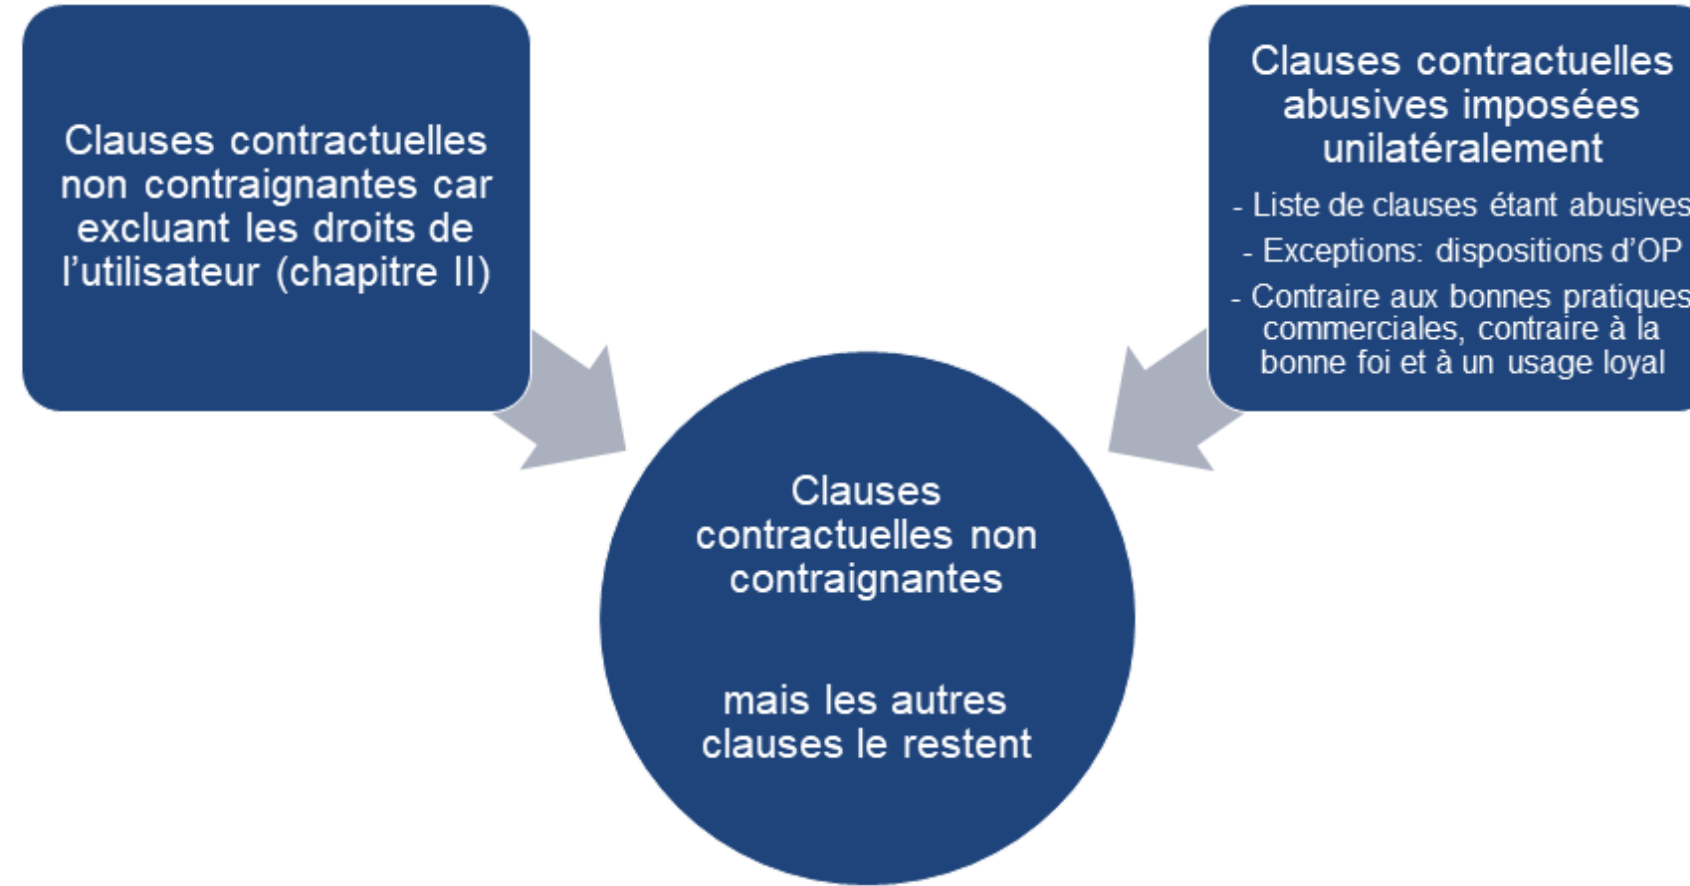 Clauses contractuelles
non contraignantes car
excluant les droits de
l'utilisateur (chapitre II)
Clauses contractuelles
abusives imposées
unilatéralement
- Liste de clauses étant abusives
- Exceptions: dispositions d'OP
- Contraire aux bonnes pratiques
commerciales, contraire à la
bonne foi et à un usage loyal
Clauses
contractuelles non
contraignantes
mais les autres
clauses le restent